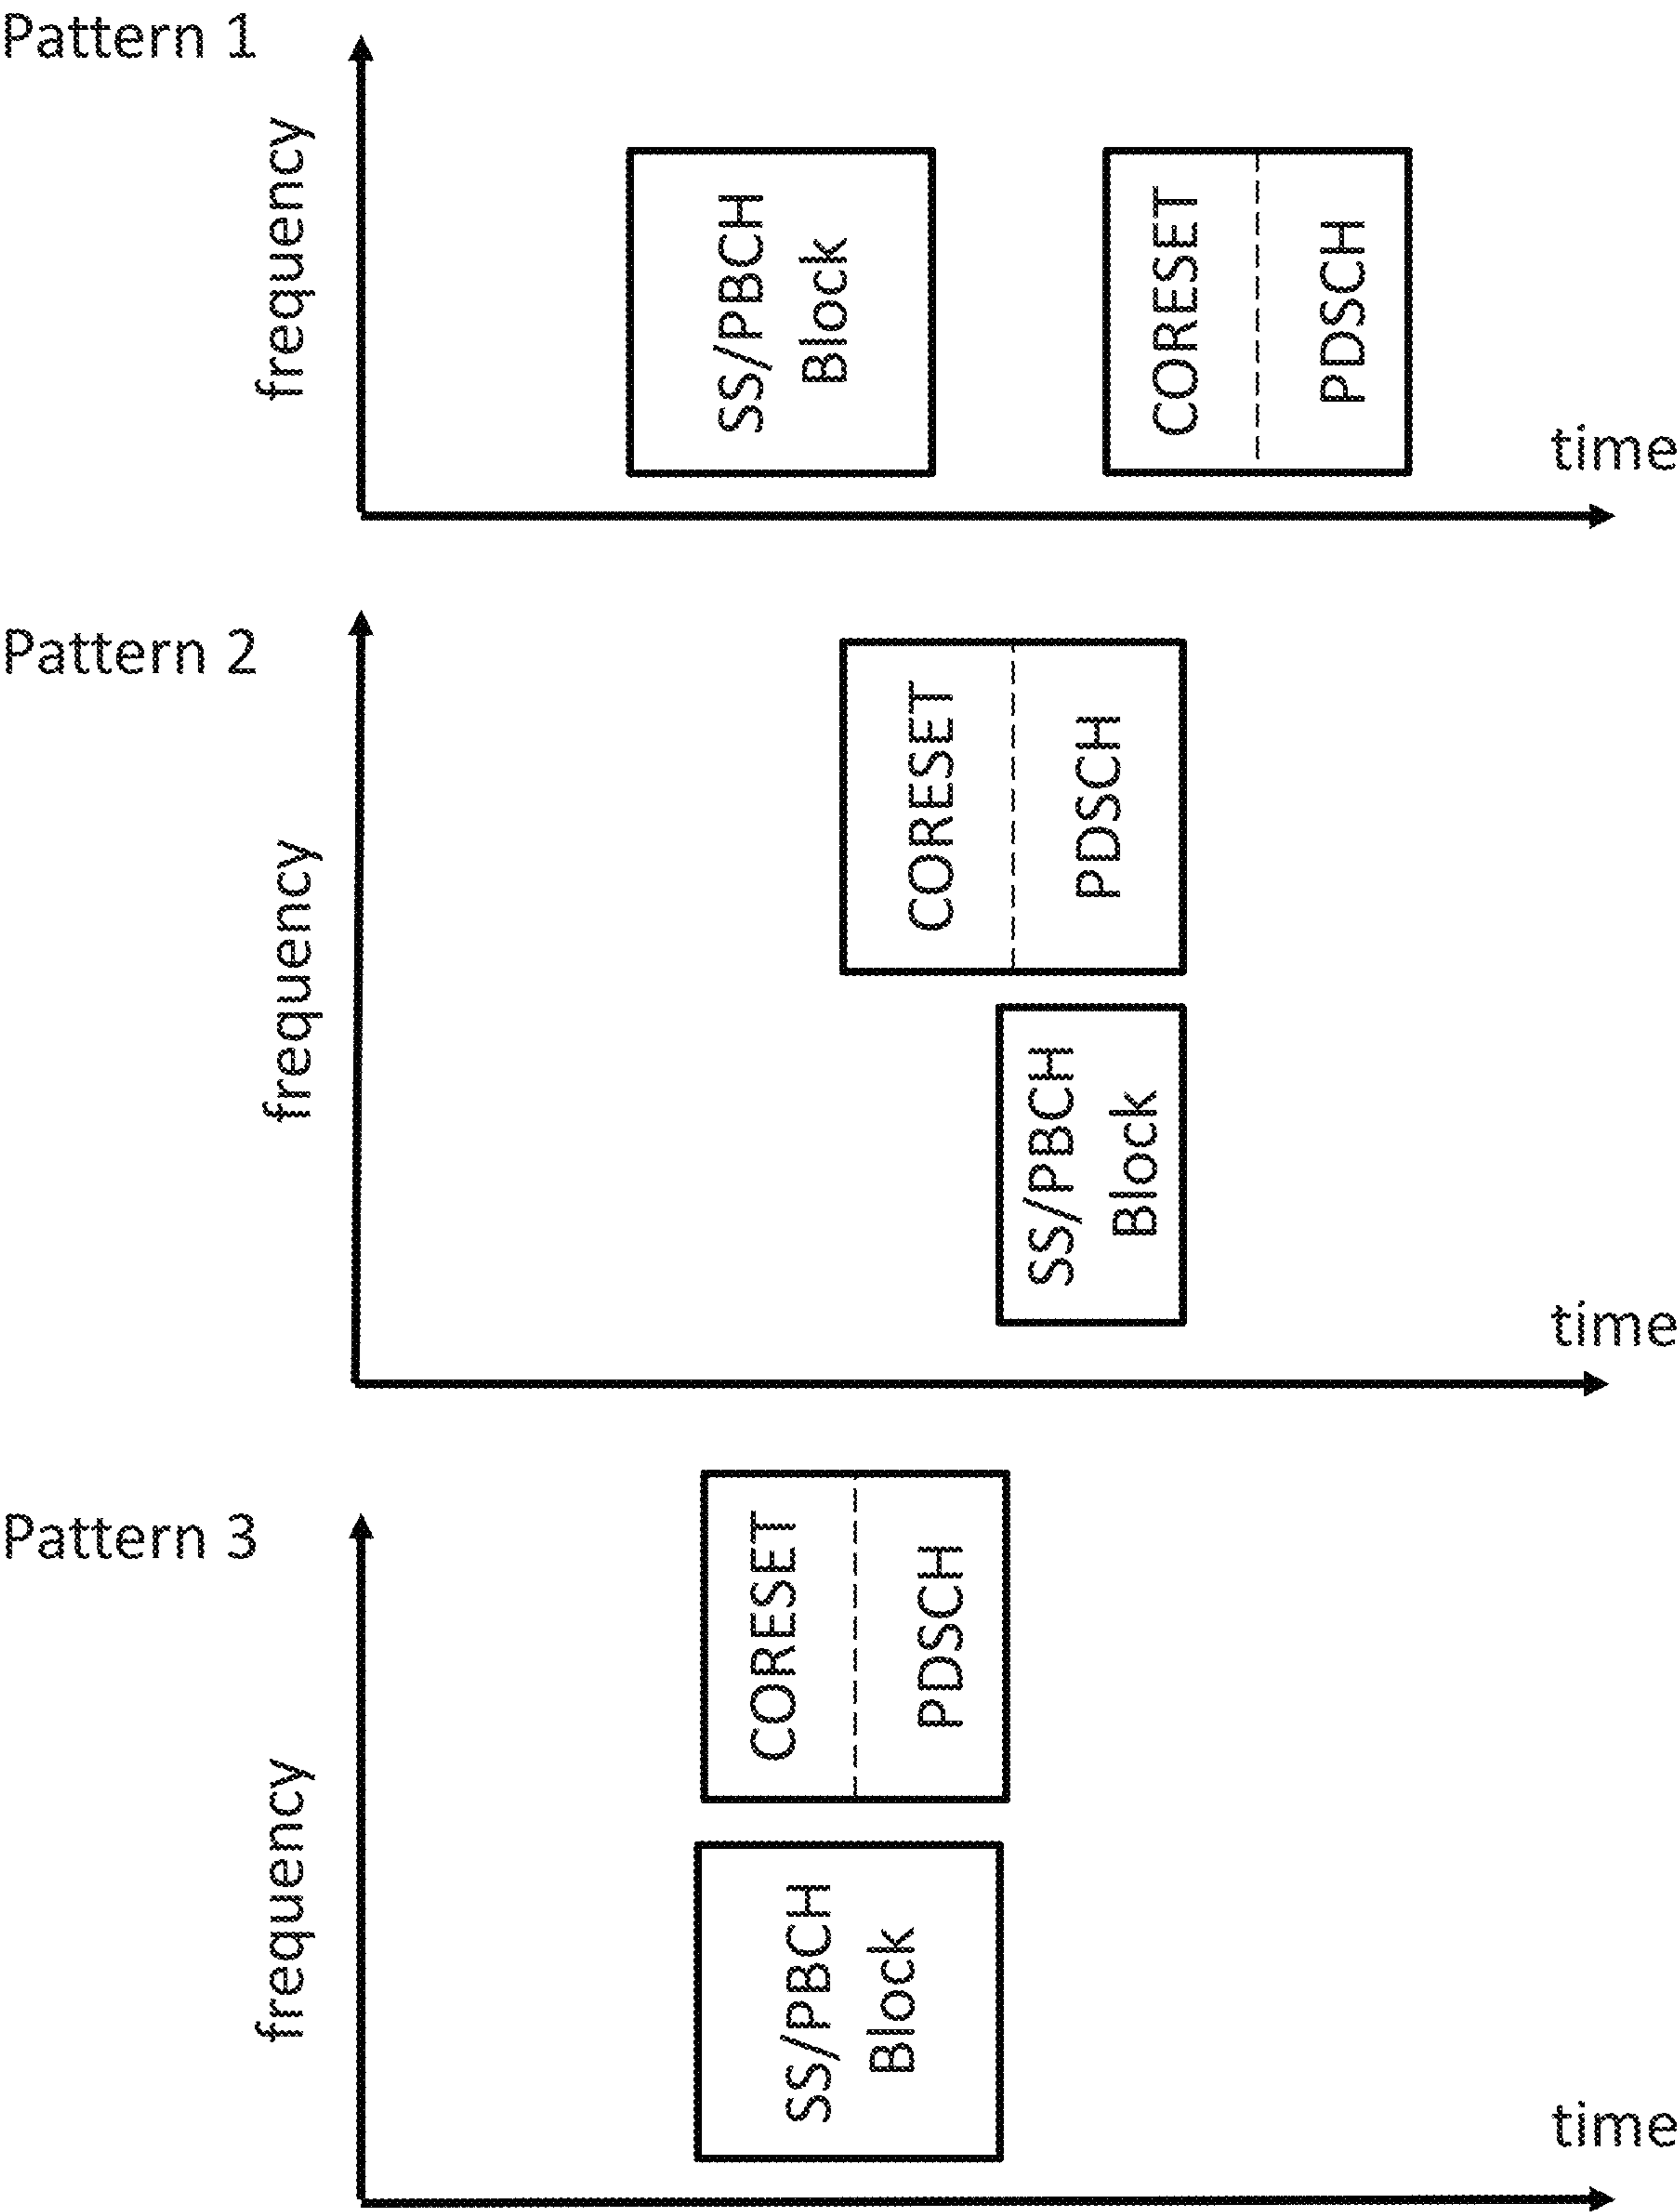 Pattern 1
frequency
SS/PBCH
Block
CORESET
PDSCH
time
Pattern 2
frequency
CORESET
PDSCH
SS/PBCH
Block
time
Pattern 3
frequency
CORESET
PDSCH
SS/PBCH
Block
time